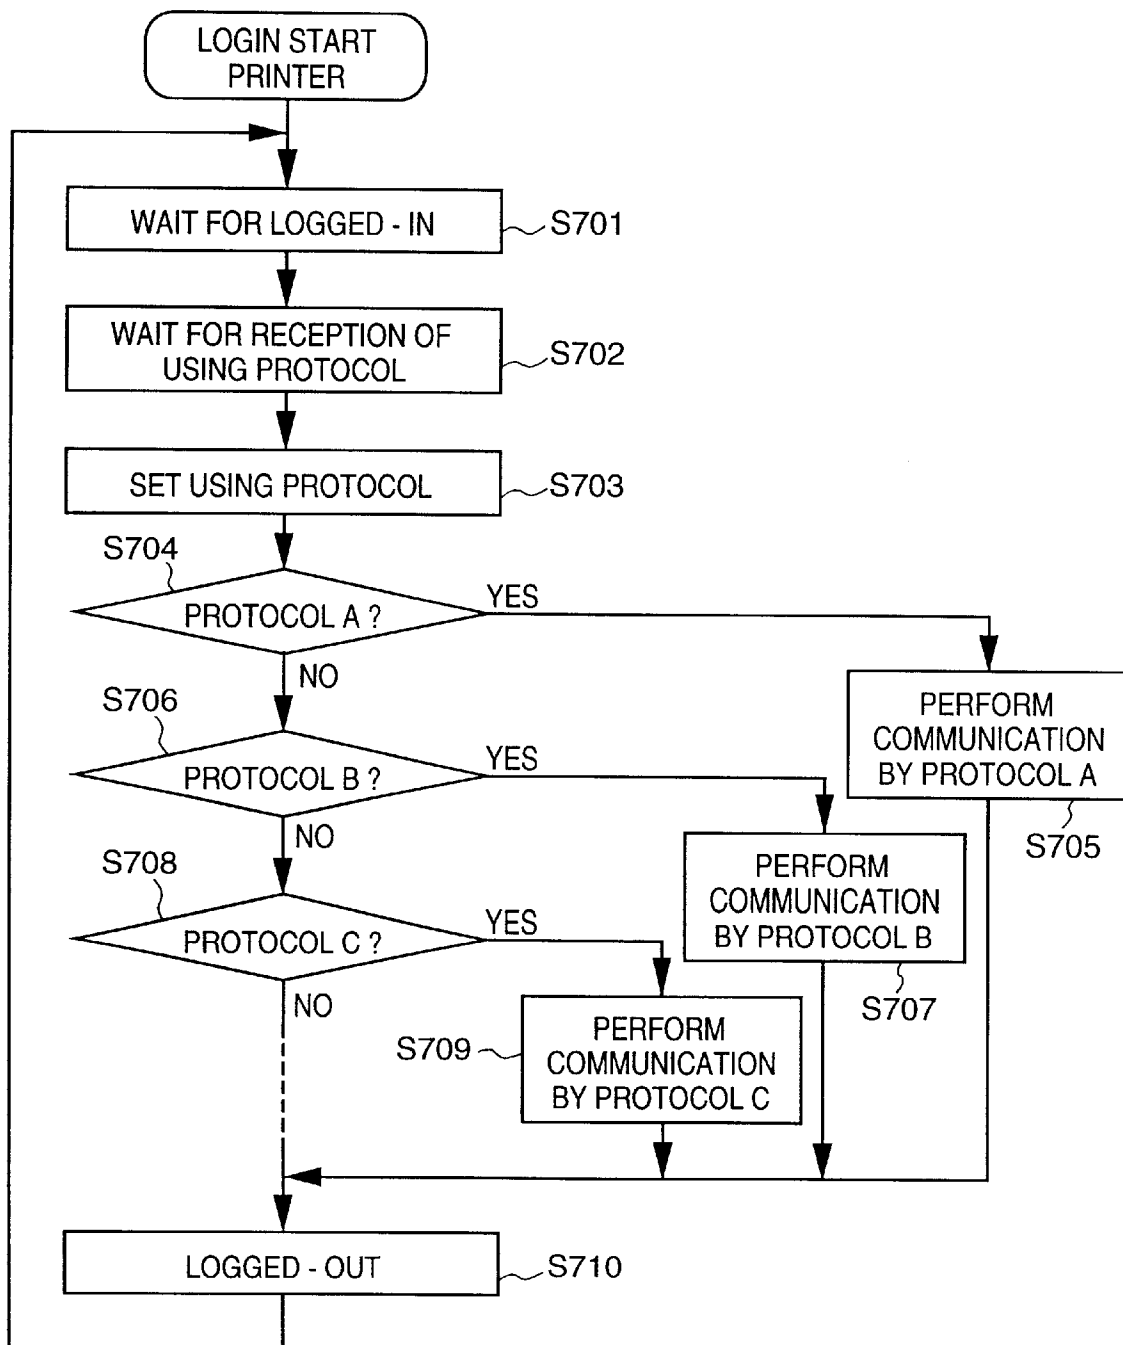 LOGIN START
PRINTER
WAIT FOR LOGGED - IN
S701
WAIT FOR RECEPTION OF
USING PROTOCOL
S702
SET USING PROTOCOL
S703
S704
PROTOCOL A ?
YES
NO
PERFORM
COMMUNICATION
BY PROTOCOL A
S705
S706
PROTOCOL B ?
YES
NO
PERFORM
COMMUNICATION
BY PROTOCOL B
S707
S708
PROTOCOL C ?
YES
NO
S709
PERFORM
COMMUNICATION
BY PROTOCOL C
LOGGED - OUT
S710